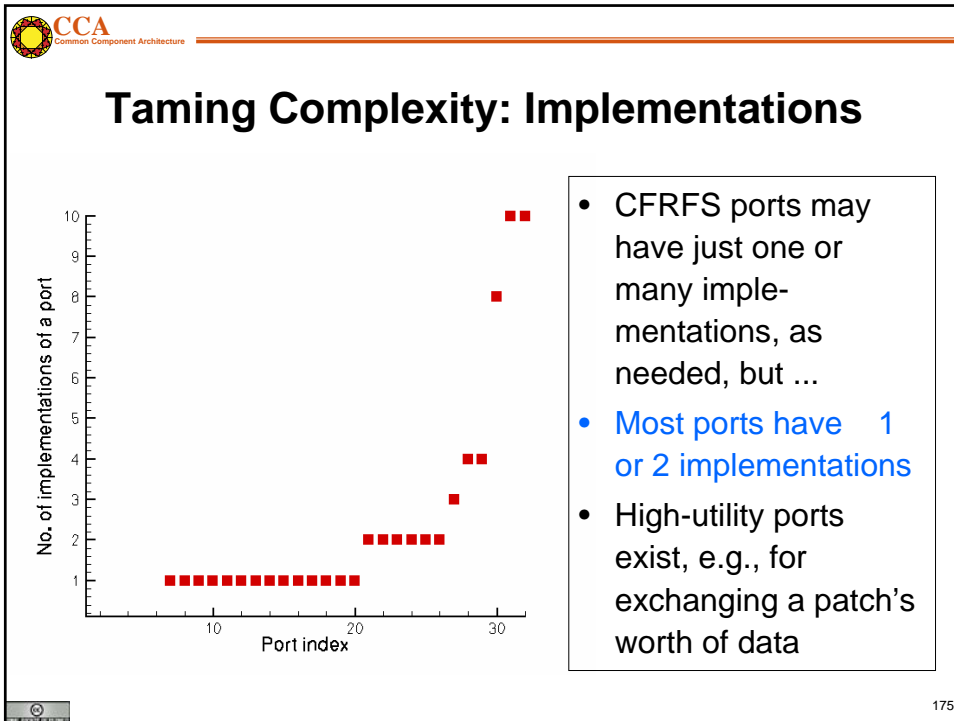 CCA
Common Component Architecture
Taming Complexity: Implementations
10
9
8
7
6
5
4
3
2
1
No. of implementations of a port
10
20
30
Port index
• CFRFS ports may
have just one or
many imple-
mentations, as
needed, but ...
• Most ports have 1
or 2 implementations
• High-utility ports
exist, e.g., for
exchanging a patch's
worth of data
cc
175